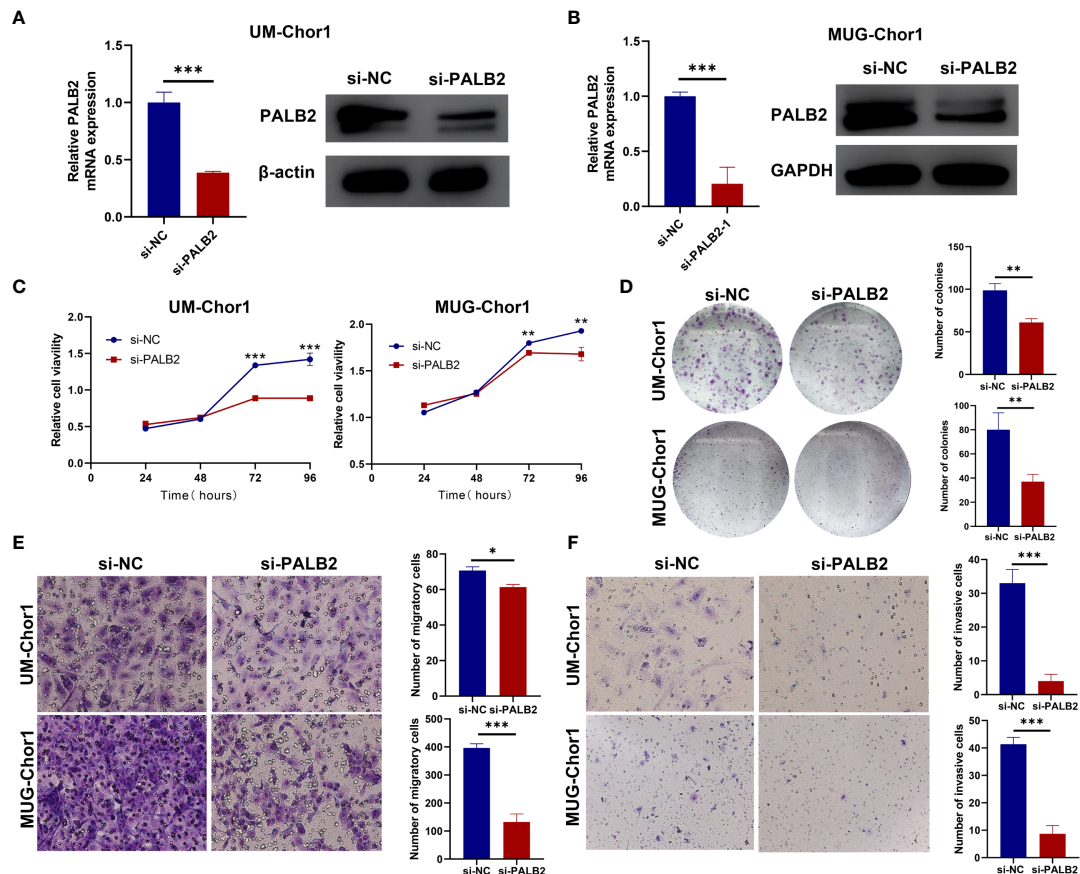 A
UM-Chor1
Relative PALB2
mRNA expression
1.5
1.0
0.5
0.0
***
si-NC
si-PALB2
si-NC si-PALB2
PALB2
β-actin
B
MUG-Chor1
Relative PALB2
mRNA expression
1.5
1.0
0.5
0.0
***
si-NC
si-PALB2-1
si-NC si-PALB2
PALB2
GAPDH
C
UM-Chor1
Relative cell viability
2.0
1.5
1.0
0.5
0.0
si-NC
si-PALB2
***
***
0 24 48 72 96
Time( hours)
MUG-Chor1
Relative cell viability
2.0
1.5
1.0
0.5
si-NC
si-PALB2
**
**
0 24 48 72 96
Time( hours)
D
si-NC si-PALB2
UM-Chor1
MUG-Chor1
Number of colonies
150
100
50
0
**
si-NC si-PALB2
Number of colonies
100
80
60
40
20
0
**
si-NC si-PALB2
E
si-NC si-PALB2
UM-Chor1
MUG-Chor1
Number of migratory cells
80
60
40
20
0
*
si-NC si-PALB2
Number of migratory cells
500
400
300
200
100
0
***
si-NC si-PALB2
F
si-NC si-PALB2
UM-Chor1
MUG-Chor1
Number of invasive cells
40
30
20
10
0
***
si-NC si-PALB2
Number of invasive cells
50
40
30
20
10
0
***
si-NC si-PALB2